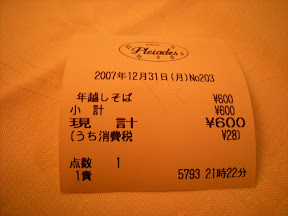 Pleiades
2007年12月31日(月)No203
年越しそば ¥600
小 計 ¥600
現 計 ¥600
(うち消費税 ¥28)
点数 1
1責 5793 21時22分